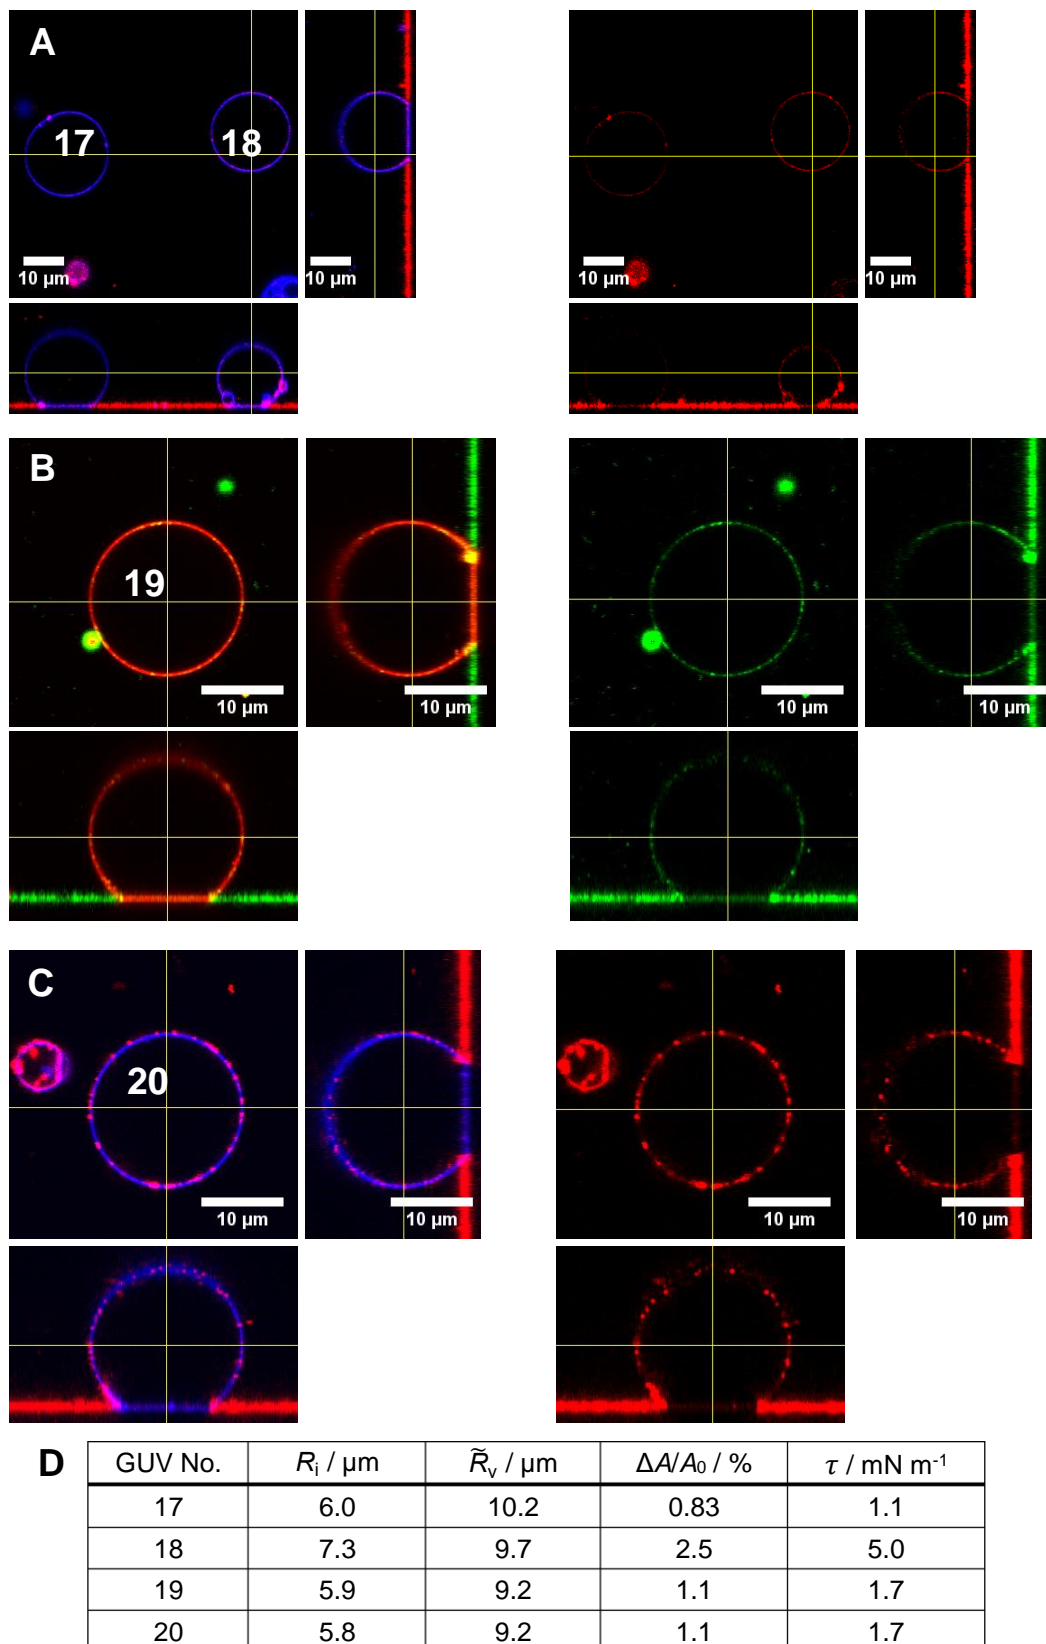 A
17
18
10 µm
10 µm
10 µm
10 µm
B
19
10 µm
10 µm
10 µm
10 µm
C
20
10 µm
10 µm
10 µm
10 µm
D
GUV No. Rᵢ / µm R̃ᵥ / µm ΔA/A₀ / % τ / mN m⁻¹
17 6.0 10.2 0.83 1.1
18 7.3 9.7 2.5 5.0
19 5.9 9.2 1.1 1.7
20 5.8 9.2 1.1 1.7